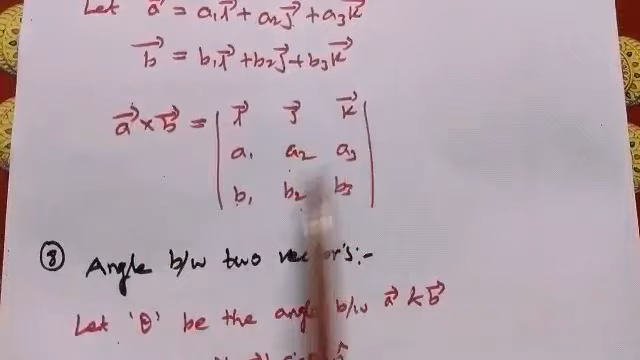 Let a⃗ = a₁i⃗ + a₂j⃗ + a₃k⃗
b⃗ = b₁i⃗ + b₂j⃗ + b₃k⃗
a⃗ × b⃗ = | i⃗ j⃗ k⃗ |
| a₁ a₂ a₃ |
| b₁ b₂ b₃ |
⑧ Angle b/w two vector's:-
Let 'θ' be the angle b/w a⃗ & b⃗